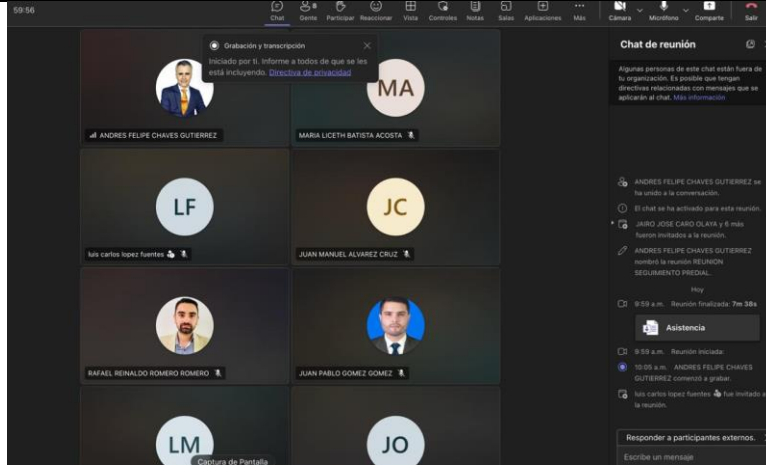 59:56
Chat
Gente
8
Participar
Reaccionar
Vista
Controles
Notas
Salas
Aplicaciones
Más
Cámara
Micrófono
Comparte
Salir
Grabación y transcripción
Iniciado por ti. Informe a todos de que se les
está incluyendo. Directiva de privacidad
ANDRES FELIPE CHAVES GUTIERREZ
MA
MARIA LICETH BATISTA ACOSTA
LF
luis carlos lopez fuentes
JC
JUAN MANUEL ALVAREZ CRUZ
RAFAEL REINALDO ROMERO ROMERO
JUAN PABLO GOMEZ GOMEZ
LM
JO
Captura de Pantalla
Chat de reunión
Algunas personas de este chat están fuera de
tu organización. Es posible que tengan
directivas relacionadas con mensajes que se
aplicarán al chat. Más información
ANDRES FELIPE CHAVES GUTIERREZ se
ha unido a la conversación.
El chat se ha activado para esta reunión.
JAIRO JOSE CARO OLAYA y 6 más
fueron invitados a la reunión.
ANDRES FELIPE CHAVES GUTIERREZ
nombró la reunión REUNION
SEGUIMIENTO PREDIAL.
Hoy
9:59 a.m. Reunión finalizada: 7m 38s
Asistencia
9:59 a.m. Reunión iniciada:
10:05 a.m. ANDRES FELIPE CHAVES
GUTIERREZ comenzó a grabar.
luis carlos lopez fuentes fue invitado a
la reunión.
Responder a participantes externos.
Escribe un mensaje